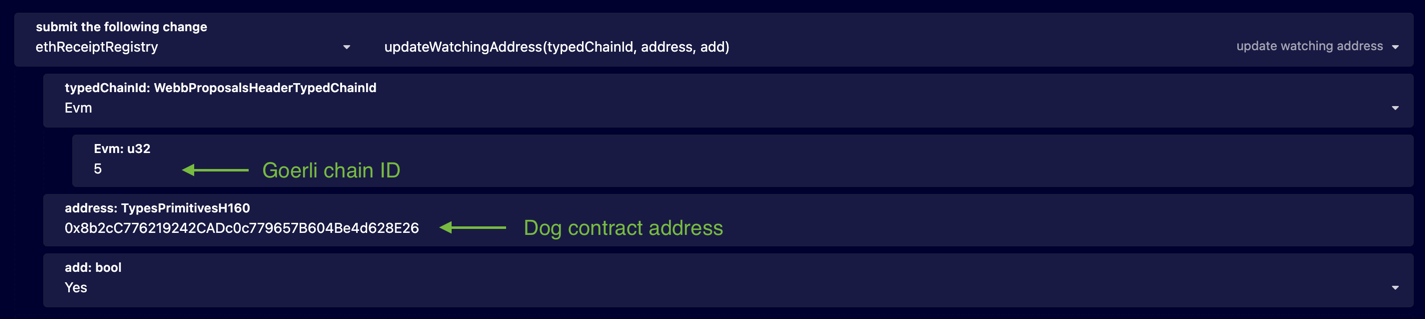 submit the following change
ethReceiptRegistry updateWatchingAddress(typedChainId, address, add) update watching address
typedChainId: WebbProposalsHeaderTypedChainId
Evm
Evm: u32
5 Goerli chain ID
address: TypesPrimitivesH160
0x8b2cC776219242CADc0c779657B604Be4d628E26 Dog contract address
add: bool
Yes